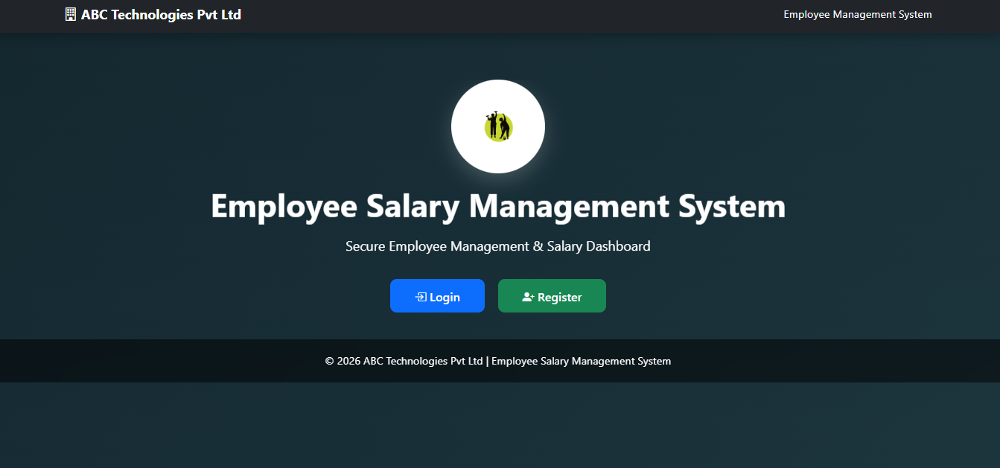 ABC Technologies Pvt Ltd
Employee Management System
Employee Salary Management System
Secure Employee Management & Salary Dashboard
Login
Register
© 2026 ABC Technologies Pvt Ltd | Employee Salary Management System